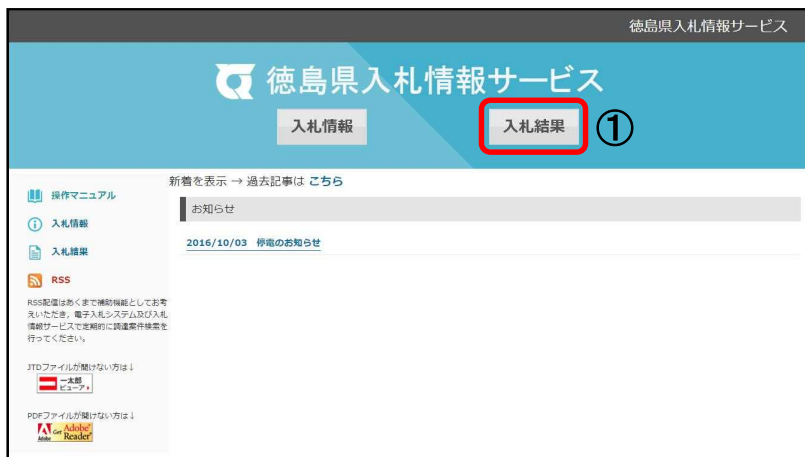 徳島県入札情報サービス
徳島県入札情報サービス
入札情報
入札結果
①
新着を表示 → 過去記事は こちら
お知らせ
2016/10/03 停電のお知らせ
操作マニュアル
入札情報
入札結果
RSS
RSS配信はあくまで補助機能としてお考
えいただき，電子入札システム及び入札
情報サービスで定期的に調達案件検索を
行ってください。
JTDファイルが開けない方は↓
一太郎
ビューア
PDFファイルが開けない方は↓
Adobe
Get Adobe
Reader